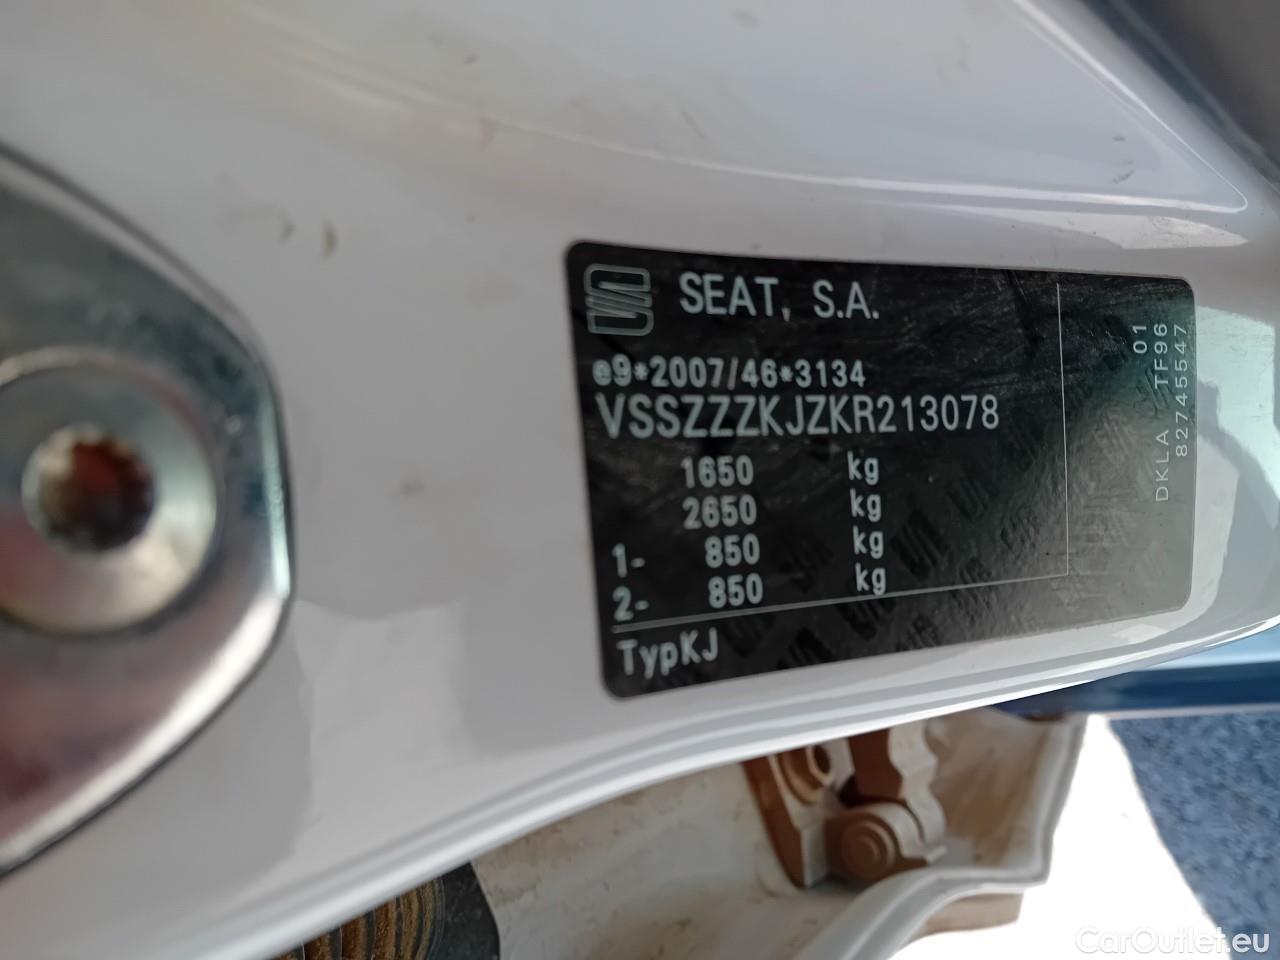 SEAT, S.A.
e9*2007/46*3134
VSSZZZKJZKR213078
1650 kg
2650 kg
1- 850 kg
2- 850 kg
TypKJ
01
DKLA TF96
82745547
CarOutlet.eu